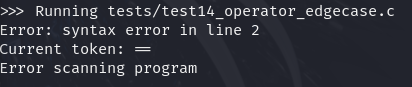 >>> Running tests/test14_operator_edgecase.c
Error: syntax error in line 2
Current token: ==
Error scanning program